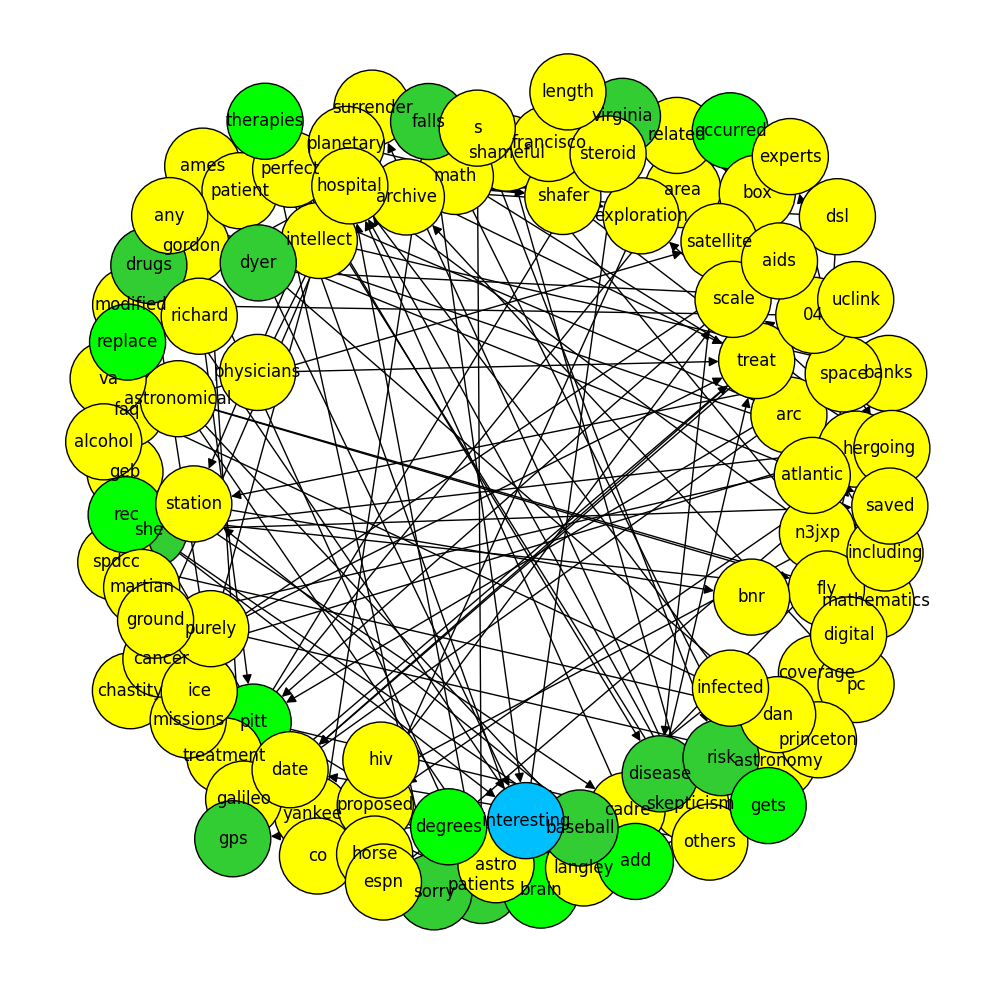 length
surrender
virginia
therapies
falls
s
related
occurred
planetary
francisco
shameful
steroid
experts
ames
perfect
math
patient
hospital
archive
shafer
area
box
any
exploration
dsl
gordon
intellect
satellite
drugs
dyer
aids
modified
scale
uclink
richard
04
replace
treat
physicians
space
banks
va
astronomical
faq
arc
alcohol
her
going
geb
atlantic
station
saved
rec
she
n3jxp
including
spdcc
martian
fly
bnr
mathematics
ground
purely
digital
cancer
coverage
chastity
ice
infected
pc
missions
pitt
dan
princeton
treatment
hiv
risk
astronomy
date
disease
galileo
proposed
skepticism
gets
yankee
cadre
interesting
degrees
baseball
gps
others
co
horse
add
astro
langley
espn
patients
sorry
brain